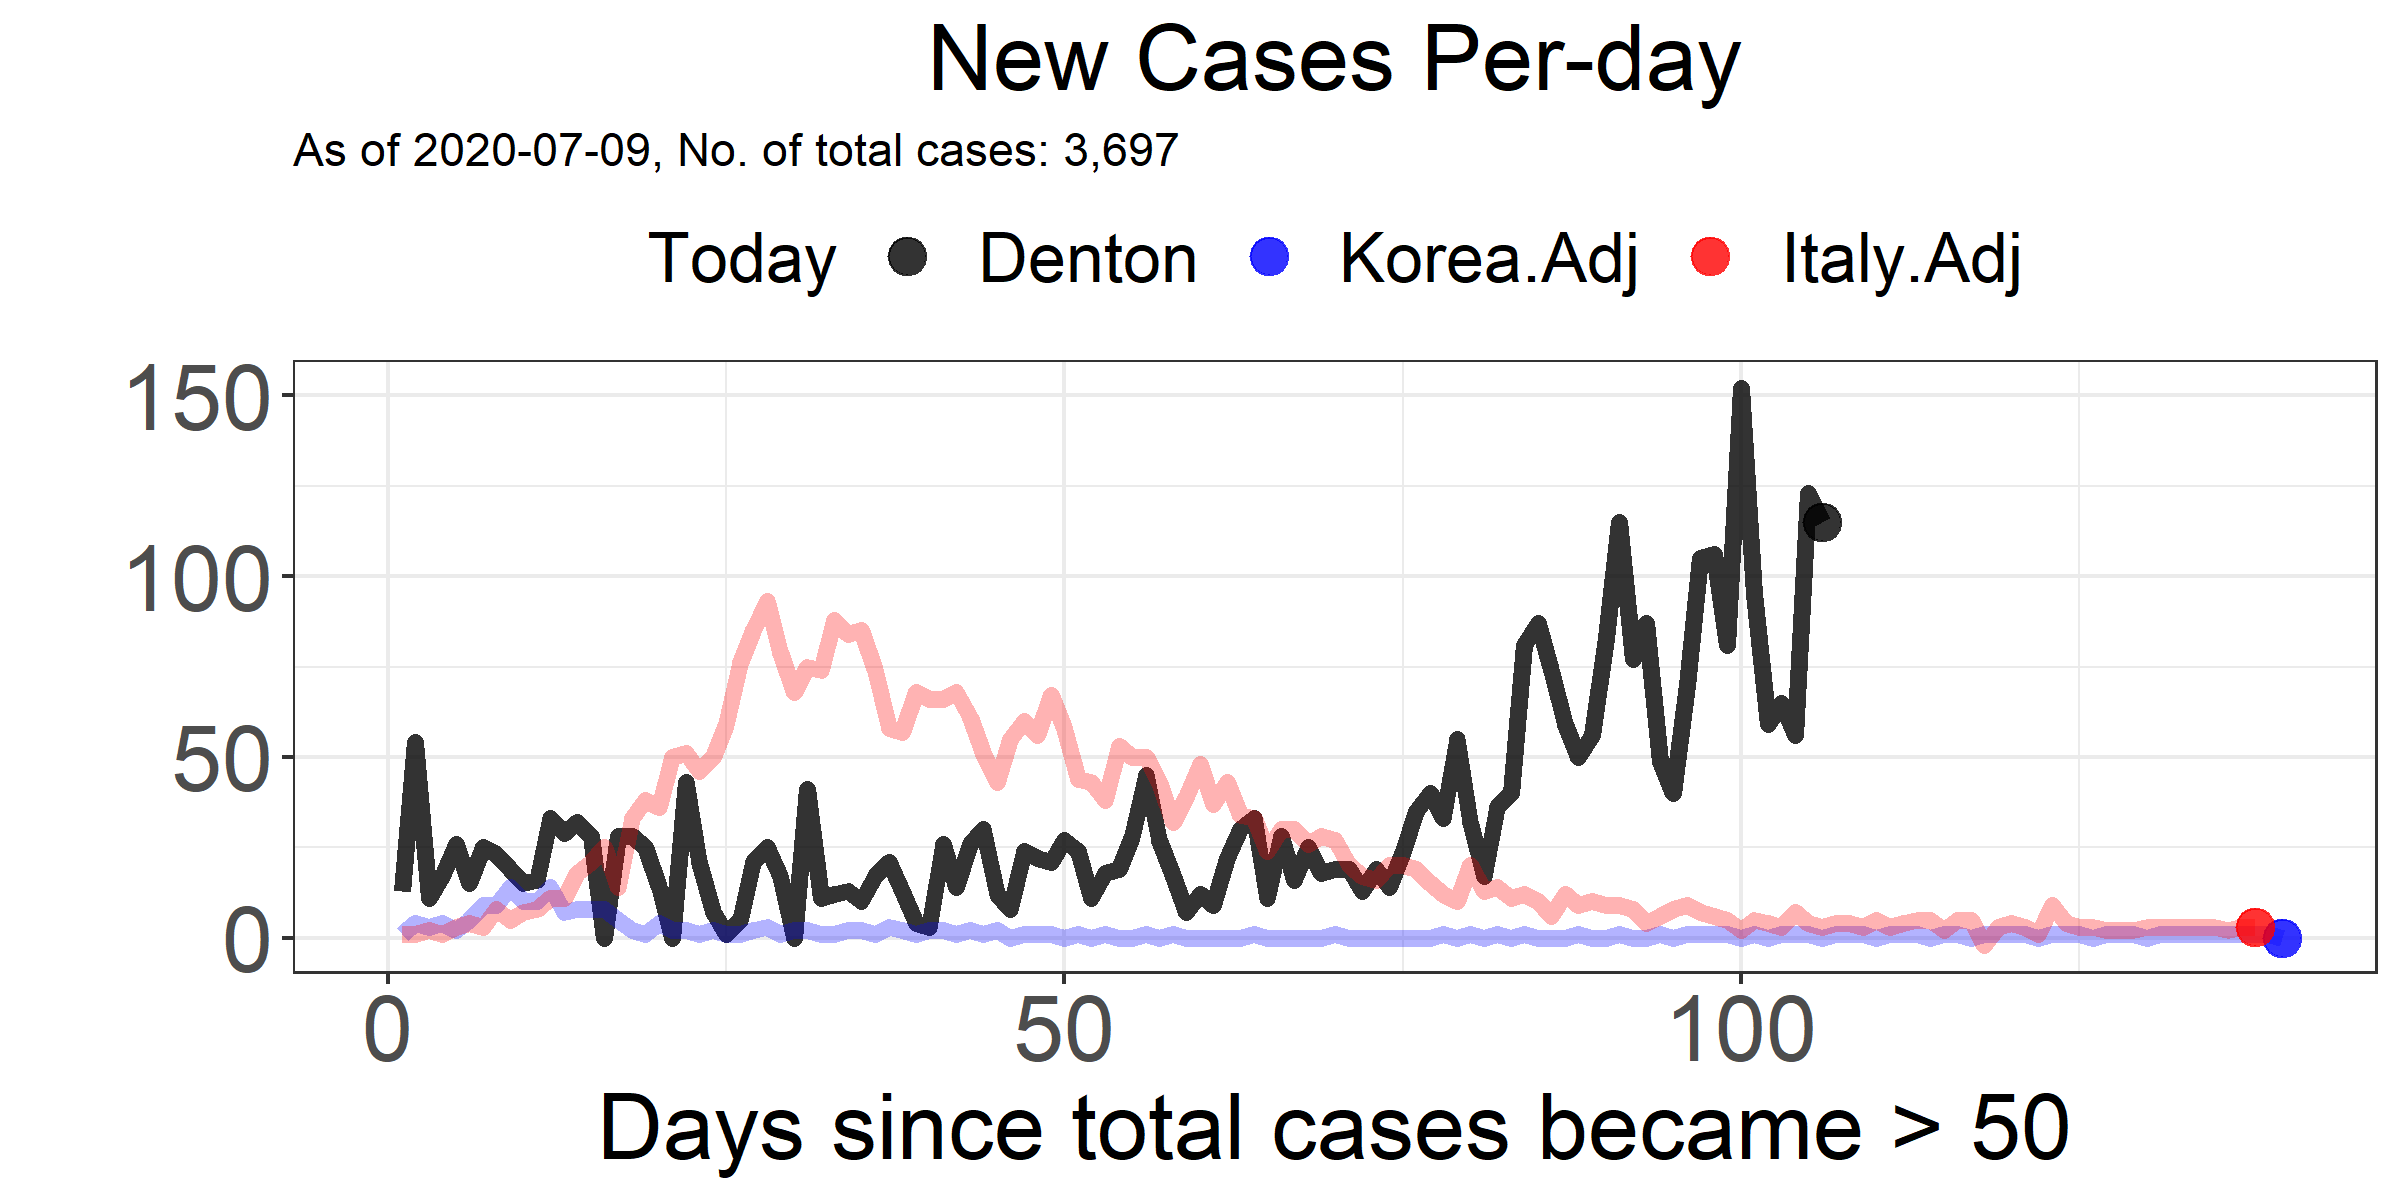 New Cases Per-day
As of 2020-07-09, No. of total cases: 3,697
Today Denton Korea.Adj Italy.Adj
150
100
50
0
0 50 100
Days since total cases became > 50